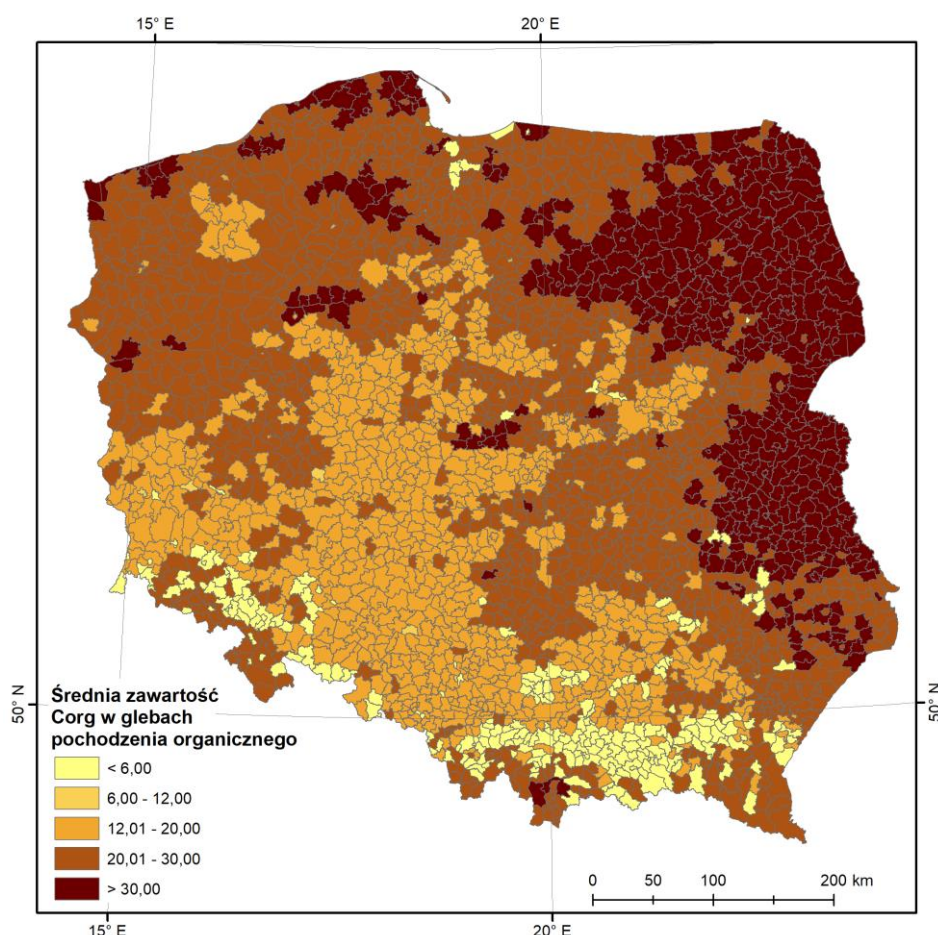 15° E 20° E
50° N 50° N
Średnia zawartość
Corg w glebach
pochodzenia organicznego
< 6,00
6,00 - 12,00
12,01 - 20,00
20,01 - 30,00
> 30,00
0 50 100 200 km
15° E 20° E